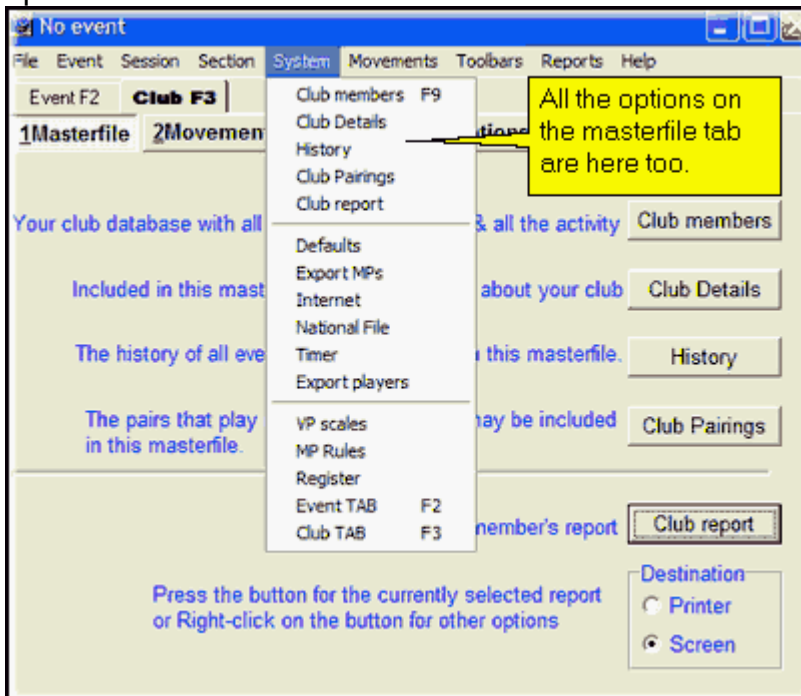 No event
File Event Session Section System Movements Toolbars Reports Help
Event F2 Club F3
1Masterfile
Club members F9
Club Details
History
Club Pairings
Club report
Defaults
Export MPs
Internet
National File
Timer
Export players
VP scales
MP Rules
Register
Event TAB F2
Club TAB F3
All the options on
the masterfile tab
are here too.
Your club database with all & all the activity Club members
Included in this about your club Club Details
The history of all this masterfile. History
The pairs that play be included Club Pairings
in this masterfile.
report Club report
Press the button for the currently selected report
or Right-click on the button for other options
Destination
Printer
Screen